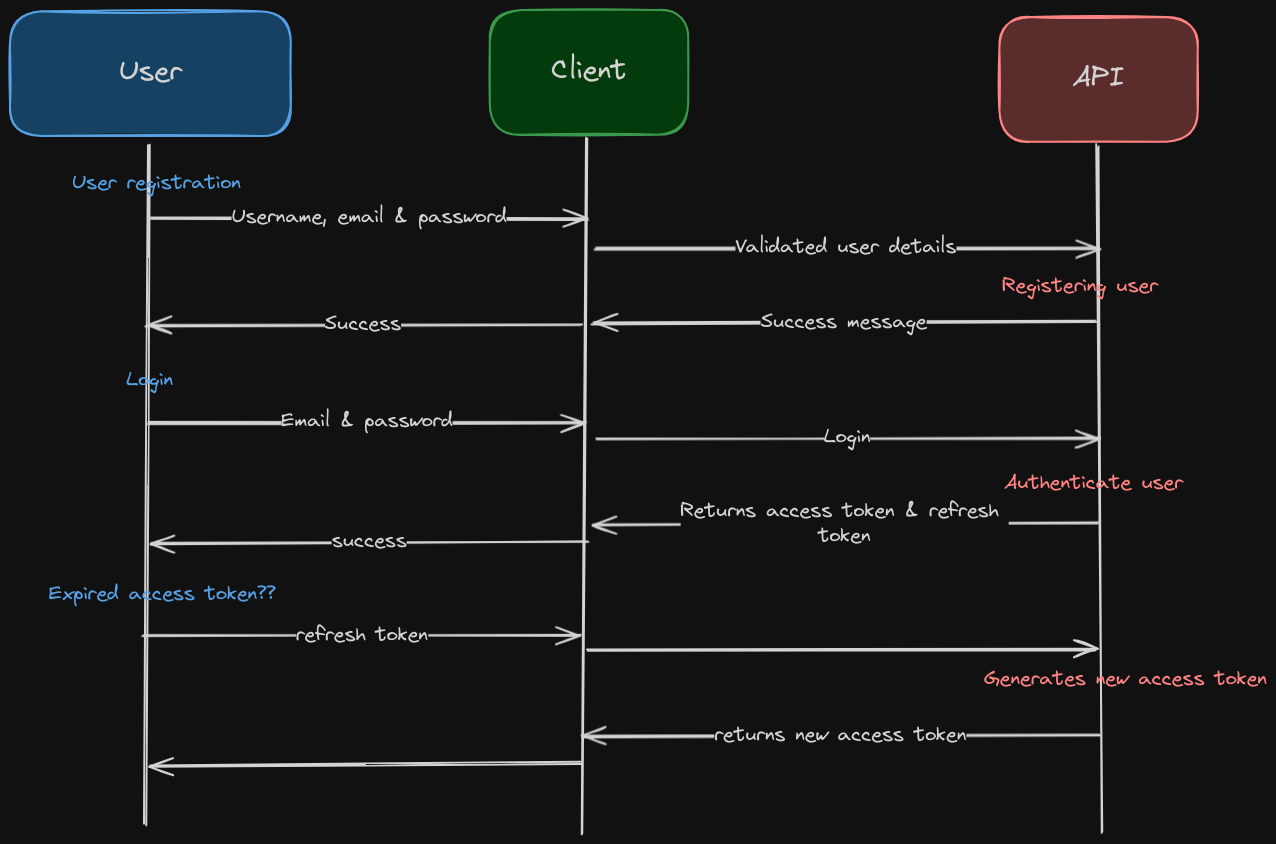 User
Client
API
User registration
Username, email & password
Validated user details
Registering user
Success message
Success
Login
Email & password
Login
Authenticate user
Returns access token & refresh
token
success
Expired access token??
refresh token
Generates new access token
returns new access token